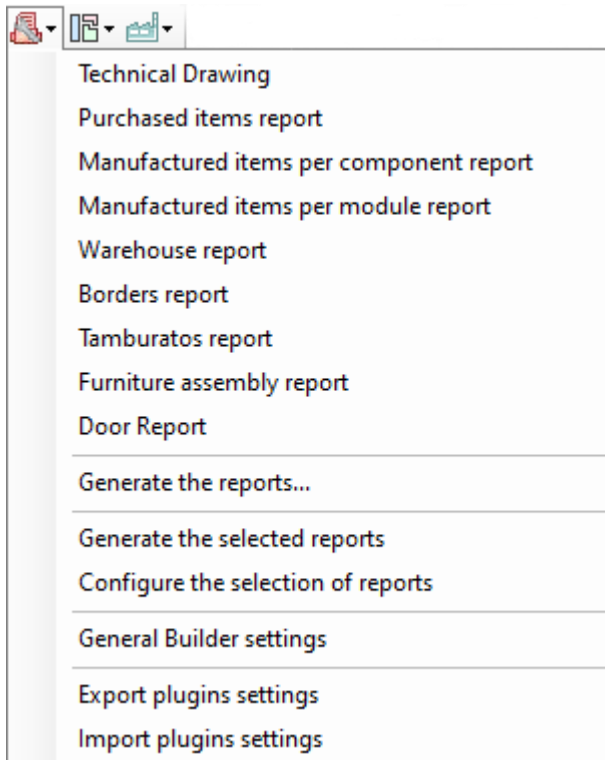 Technical Drawing
Purchased items report
Manufactured items per component report
Manufactured items per module report
Warehouse report
Borders report
Tamburatos report
Furniture assembly report
Door Report
Generate the reports...
Generate the selected reports
Configure the selection of reports
General Builder settings
Export plugins settings
Import plugins settings